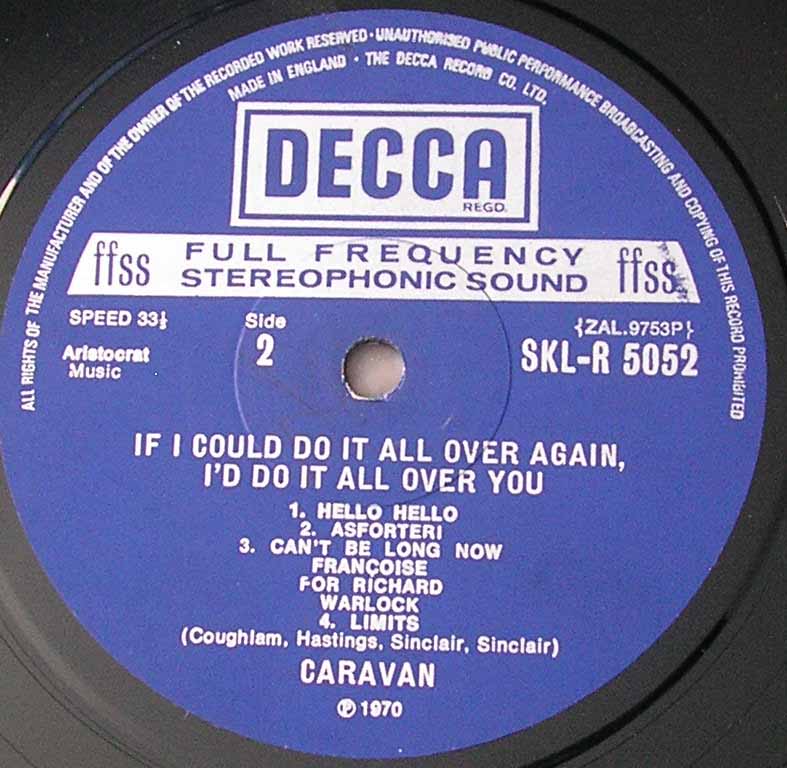 ALL RIGHTS OF THE MANUFACTURER AND OF THE OWNER OF THE RECORDED WORK RESERVED · UNAUTHORISED PUBLIC PERFORMANCE BROADCASTING AND COPYING OF THIS RECORD PROHIBITED
MADE IN ENGLAND · THE DECCA RECORD CO. LTD.
DECCA
REGD.
ffss FULL FREQUENCY ffss
STEREOPHONIC SOUND
SPEED 33⅓ Side {ZAL.9753P}
2 SKL-R 5052
Aristocrat
Music
IF I COULD DO IT ALL OVER AGAIN,
I'D DO IT ALL OVER YOU
1. HELLO HELLO
2. ASFORTERI
3. CAN'T BE LONG NOW
FRANÇOISE
FOR RICHARD
WARLOCK
4. LIMITS
(Coughlam, Hastings, Sinclair, Sinclair)
CARAVAN
℗ 1970